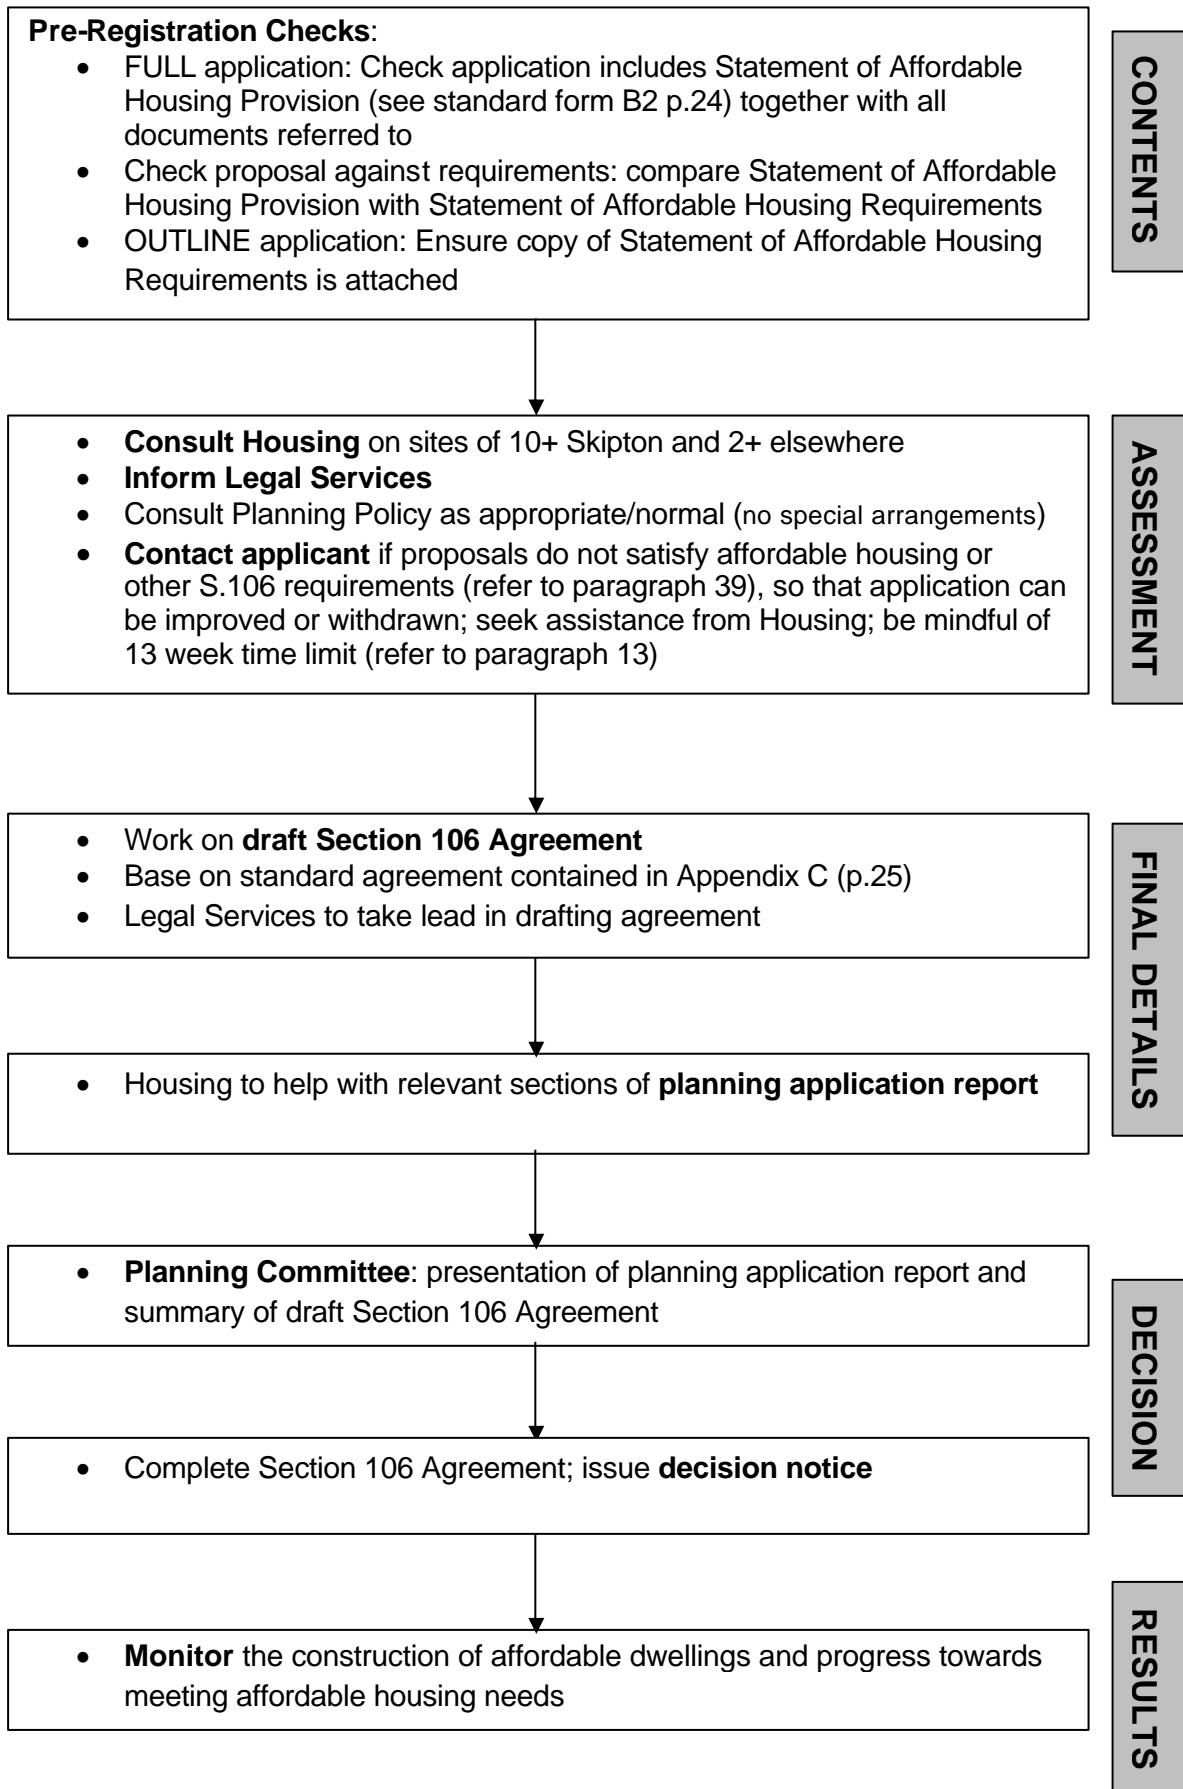 Pre-Registration Checks:
• FULL application: Check application includes Statement of Affordable
Housing Provision (see standard form B2 p.24) together with all
documents referred to
• Check proposal against requirements: compare Statement of Affordable
Housing Provision with Statement of Affordable Housing Requirements
• OUTLINE application: Ensure copy of Statement of Affordable Housing
Requirements is attached
CONTENTS
• Consult Housing on sites of 10+ Skipton and 2+ elsewhere
• Inform Legal Services
• Consult Planning Policy as appropriate/normal (no special arrangements)
• Contact applicant if proposals do not satisfy affordable housing or
other S.106 requirements (refer to paragraph 39), so that application can
be improved or withdrawn; seek assistance from Housing; be mindful of
13 week time limit (refer to paragraph 13)
ASSESSMENT
• Work on draft Section 106 Agreement
• Base on standard agreement contained in Appendix C (p.25)
• Legal Services to take lead in drafting agreement
FINAL DETAILS
• Housing to help with relevant sections of planning application report
• Planning Committee: presentation of planning application report and
summary of draft Section 106 Agreement
DECISION
• Complete Section 106 Agreement; issue decision notice
• Monitor the construction of affordable dwellings and progress towards
meeting affordable housing needs
RESULTS